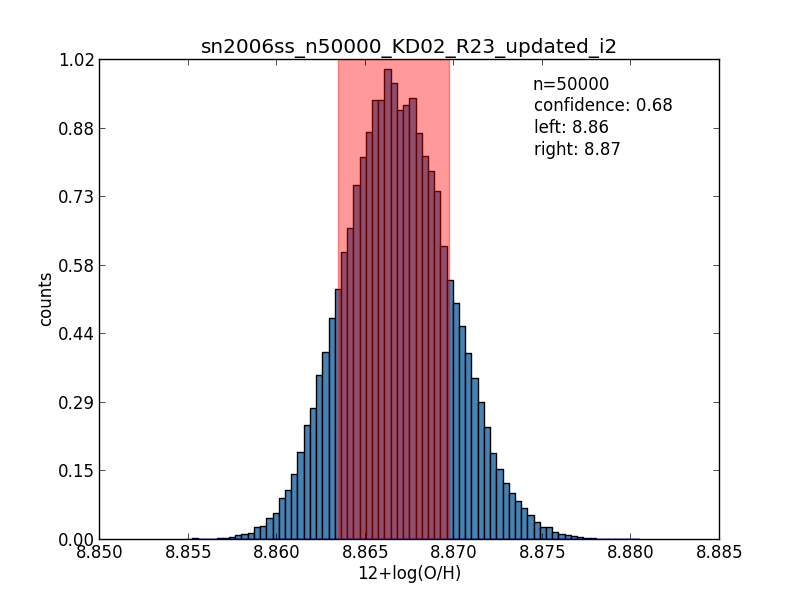 sn2006ss_n50000_KD02_R23_updated_i2
1.02
n=50000
confidence: 0.68
left: 8.86
right: 8.87
0.88
0.73
0.58
0.44
0.29
0.15
0.00
counts
8.850 8.855 8.860 8.865 8.870 8.875 8.880 8.885
12+log(O/H)